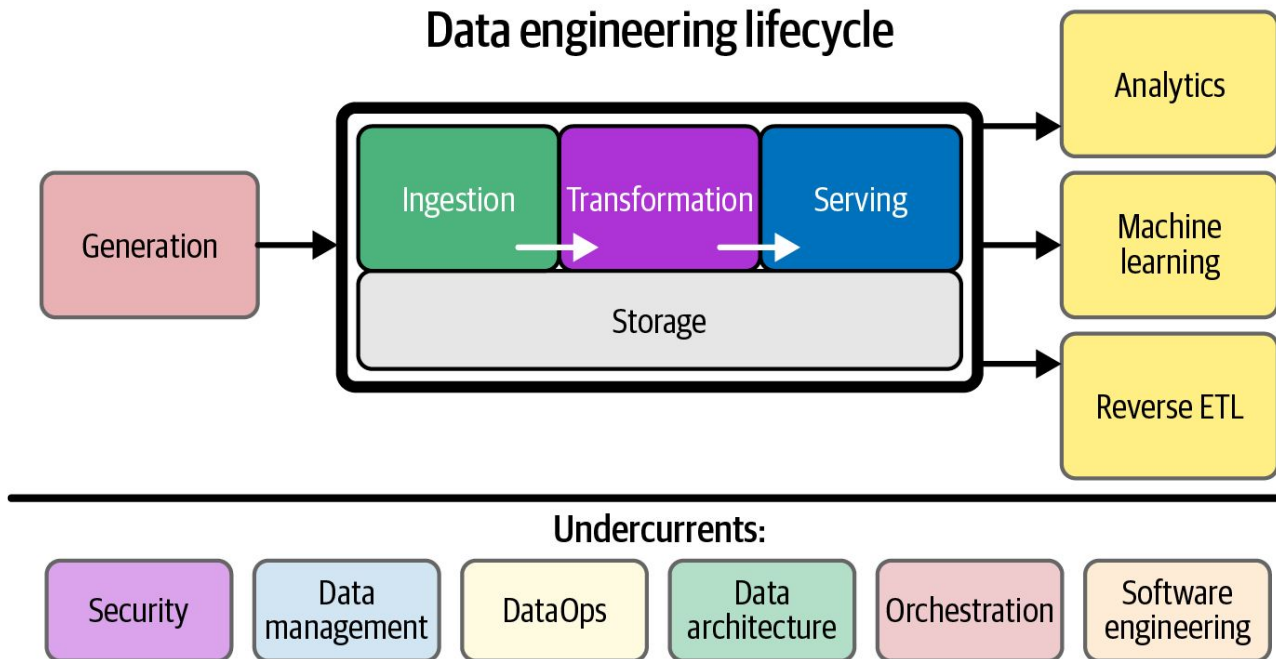 Data engineering lifecycle
Generation
Ingestion
Transformation
Serving
Storage
Analytics
Machine
learning
Reverse ETL
Undercurrents:
Security
Data
management
DataOps
Data
architecture
Orchestration
Software
engineering